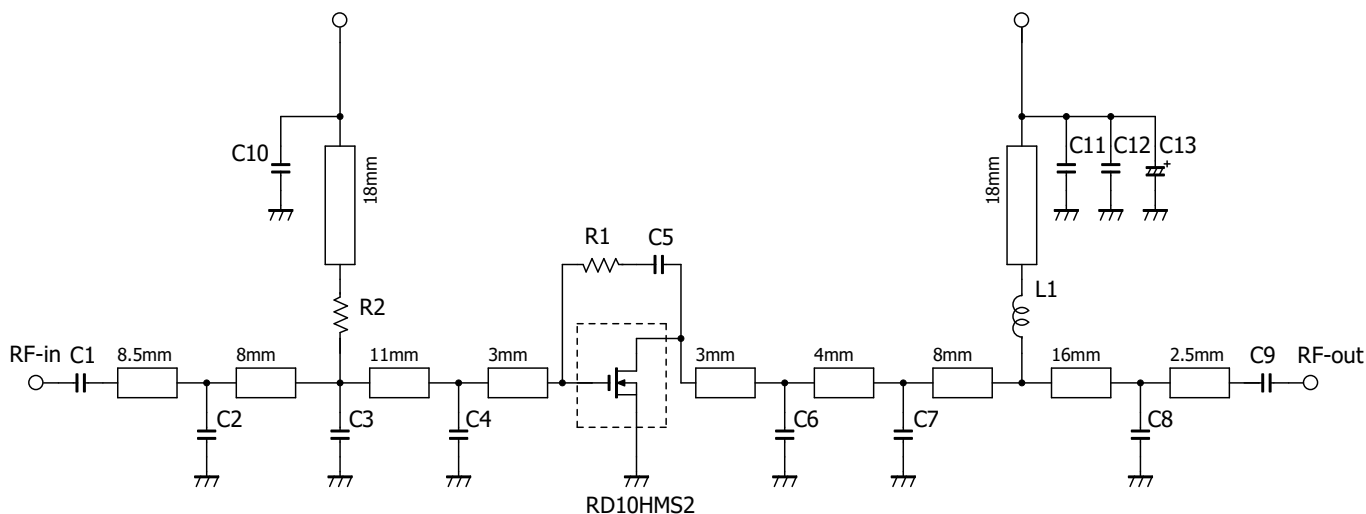 C10
18mm
R2
RF-in
C1
8.5mm
C2
8mm
C3
11mm
C4
3mm
R1
C5
RD10HMS2
3mm
C6
4mm
C7
8mm
L1
18mm
C11
C12
C13
+
16mm
C8
2.5mm
C9
RF-out